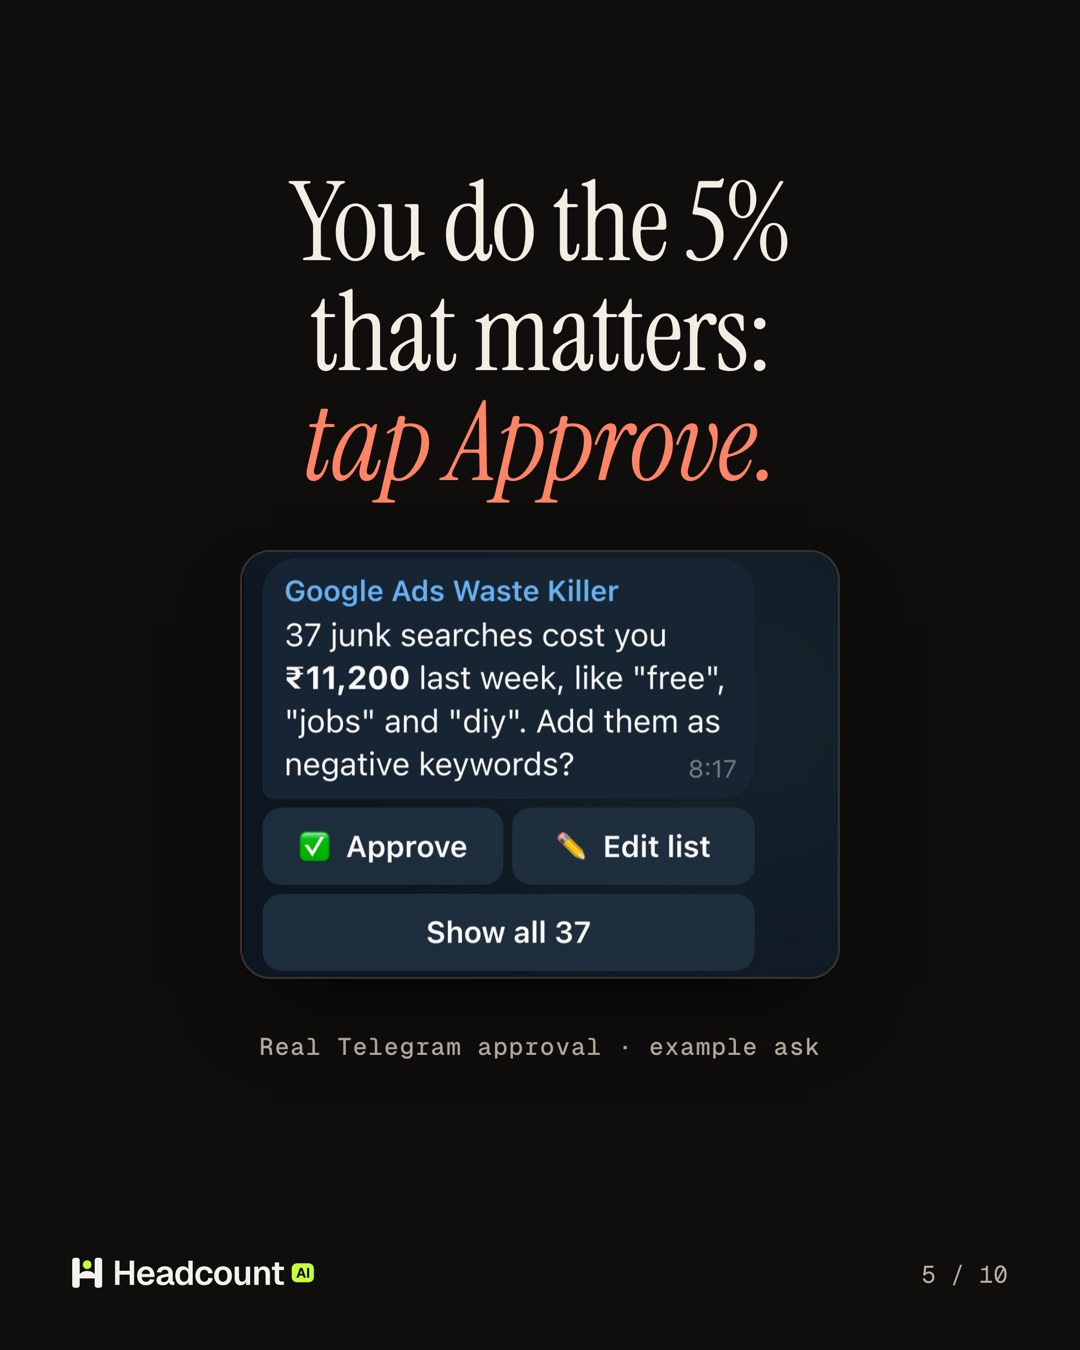 You do the 5%
that matters:
tap Approve.
Google Ads Waste Killer
37 junk searches cost you
₹11,200 last week, like "free",
"jobs" and "diy". Add them as
negative keywords?
8:17
✅ Approve
✏️ Edit list
Show all 37
Real Telegram approval · example ask
Headcount AI
5 / 10